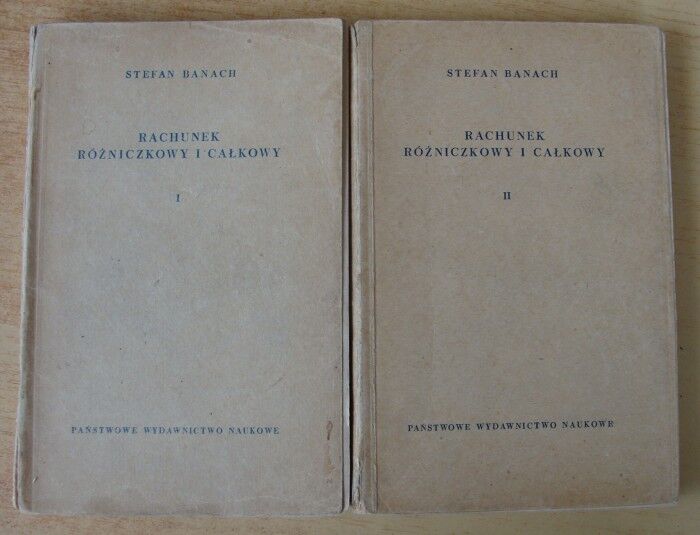 STEFAN BANACH
RACHUNEK
RÓŻNICZKOWY I CAŁKOWY
I
PAŃSTWOWE WYDAWNICTWO NAUKOWE
STEFAN BANACH
RACHUNEK
RÓŻNICZKOWY I CAŁKOWY
II
PAŃSTWOWE WYDAWNICTWO NAUKOWE